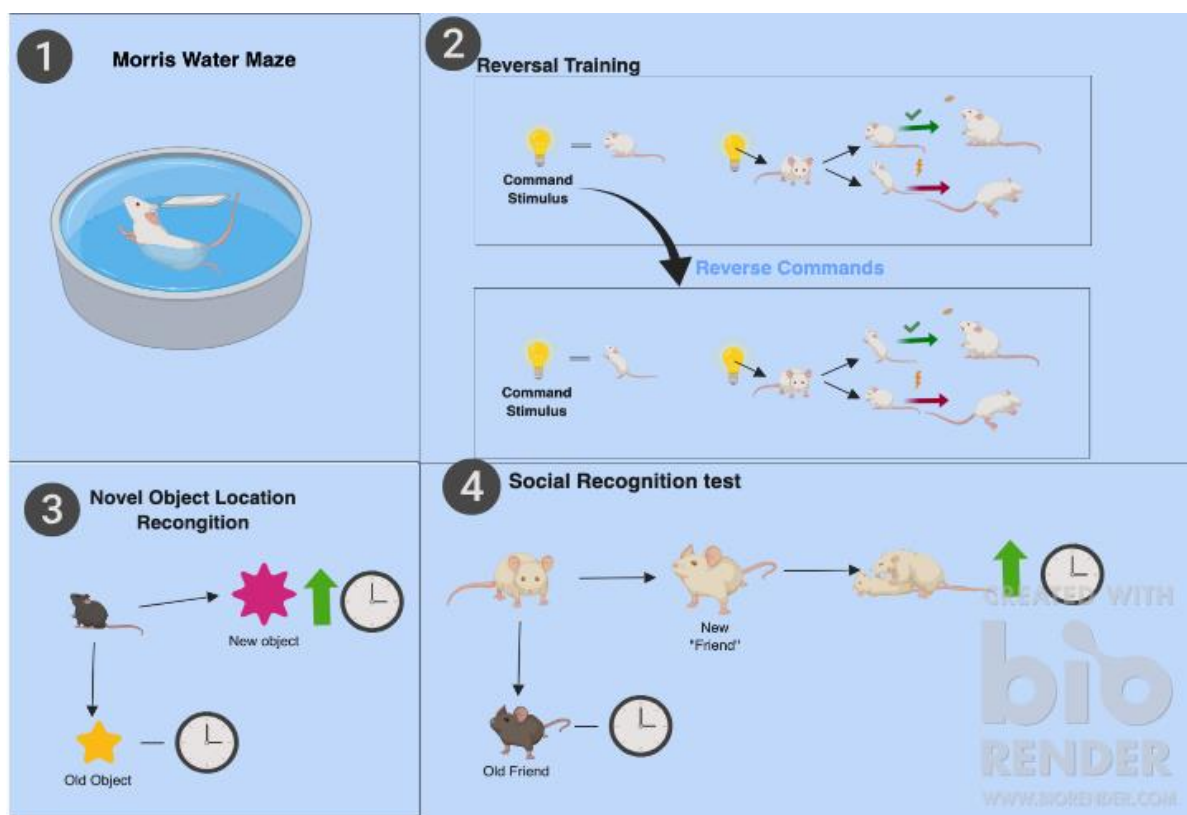 1
Morris Water Maze
2
Reversal Training
Command
Stimulus
Reverse Commands
Command
Stimulus
3
Novel Object Location
Recongition
New object
Old Object
4
Social Recognition test
New
"Friend"
Old Friend
CREATED WITH
bio
RENDER
WWW.BIORENDER.COM